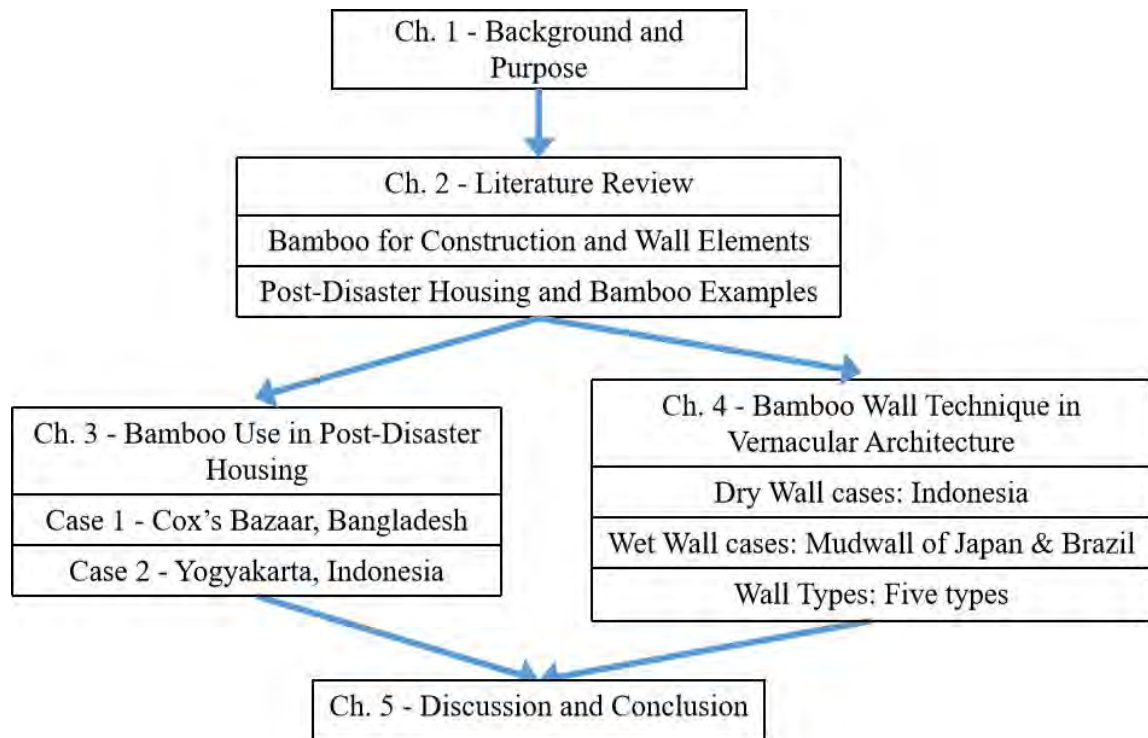 Ch. 1 - Background and
Purpose
Ch. 2 - Literature Review
Bamboo for Construction and Wall Elements
Post-Disaster Housing and Bamboo Examples
Ch. 3 - Bamboo Use in Post-Disaster
Housing
Case 1 - Cox's Bazaar, Bangladesh
Case 2 - Yogyakarta, Indonesia
Ch. 4 - Bamboo Wall Technique in
Vernacular Architecture
Dry Wall cases: Indonesia
Wet Wall cases: Mudwall of Japan & Brazil
Wall Types: Five types
Ch. 5 - Discussion and Conclusion